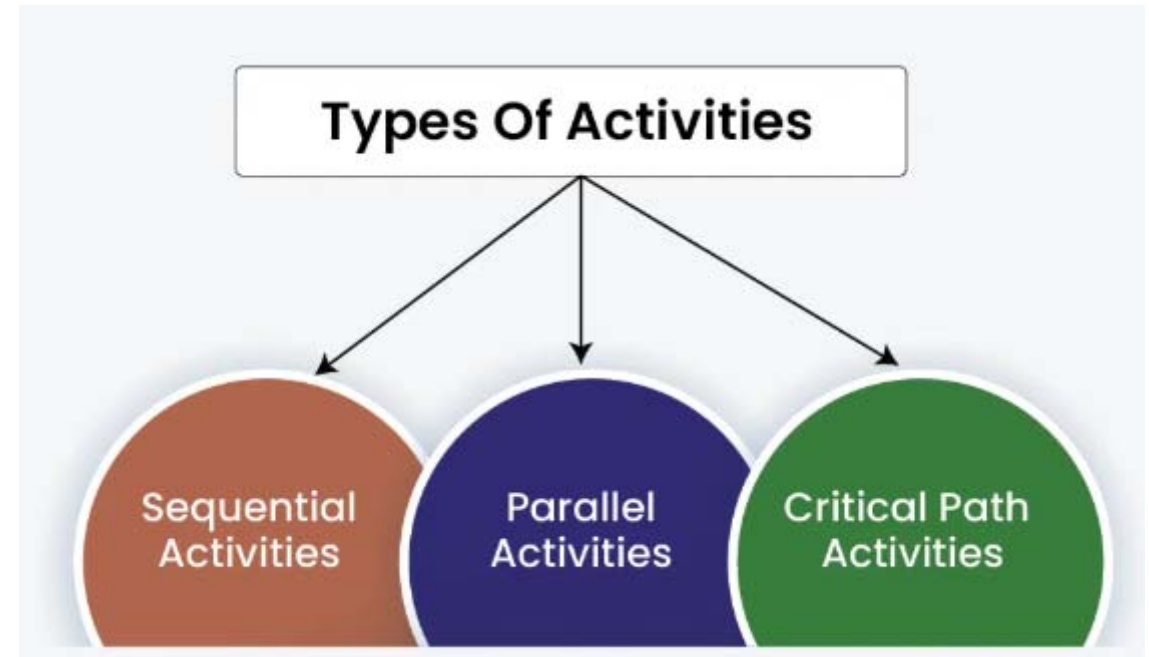 Types Of Activities
Sequential
Activities
Parallel
Activities
Critical Path
Activities